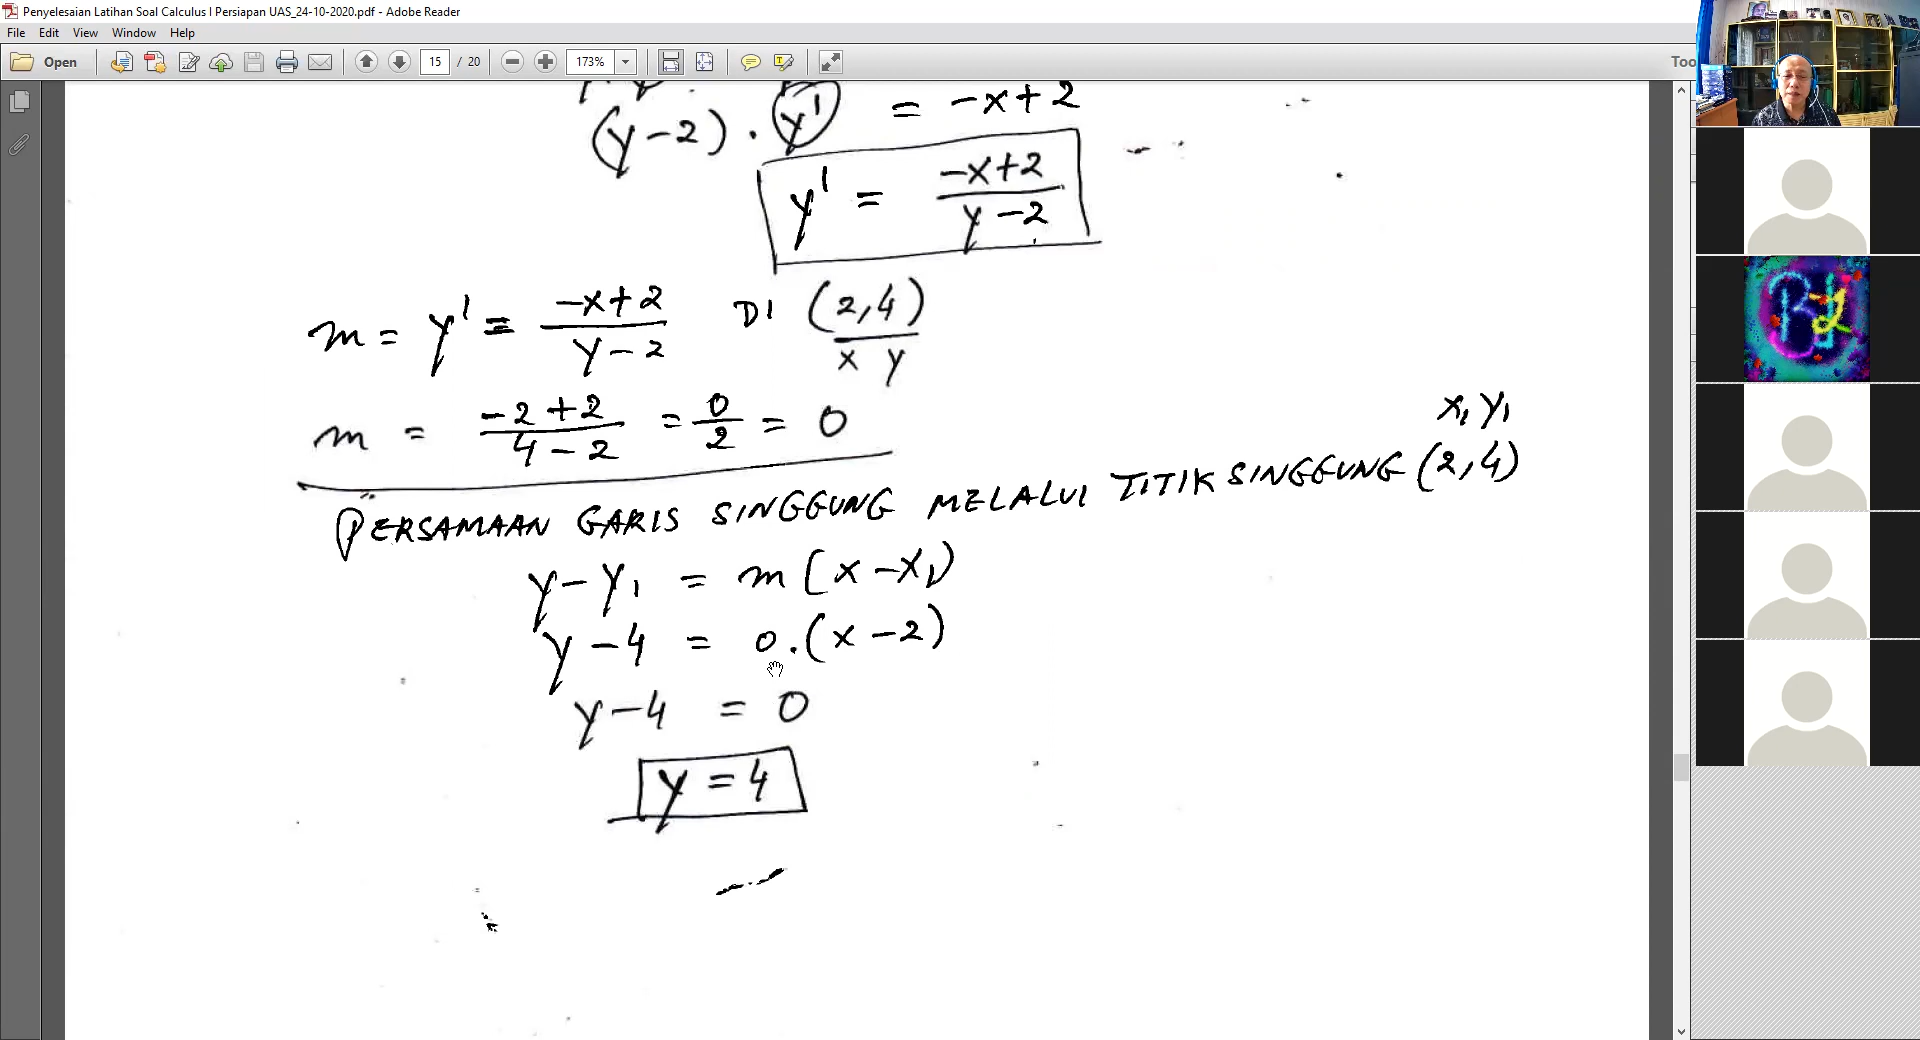 Penyelesaian Latihan Soal Calculus I Persiapan UAS_24-10-2020.pdf - Adobe Reader
File Edit View Window Help
Open 15 / 20 173% Too
(y-2) . y' = -x+2
y' = (-x+2)/(y-2)
m = y' = (-x+2)/(y-2) DI (2,4)
x y
m = (-2+2)/(4-2) = 0/2 = 0
x₁ y₁
PERSAMAAN GARIS SINGGUNG MELALUI TITIK SINGGUNG (2,4)
y-y₁ = m(x-x₁)
y-4 = 0.(x-2)
y-4 = 0
y = 4